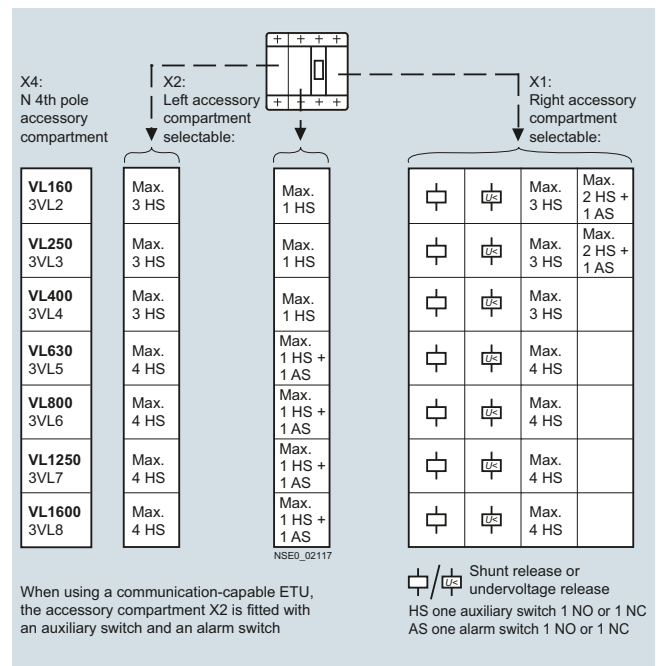 X4:
N 4th pole
accessory
compartment
X2:
Left accessory
compartment
selectable:
X1:
Right accessory
compartment
selectable:
VL160
3VL2
Max.
3 HS
Max.
1 HS
U<
Max.
3 HS
Max.
2 HS +
1 AS
VL250
3VL3
Max.
3 HS
Max.
1 HS
U<
Max.
3 HS
Max.
2 HS +
1 AS
VL400
3VL4
Max.
3 HS
Max.
1 HS
U<
Max.
3 HS
VL630
3VL5
Max.
4 HS
Max.
1 HS +
1 AS
U<
Max.
4 HS
VL800
3VL6
Max.
4 HS
Max.
1 HS +
1 AS
U<
Max.
4 HS
VL1250
3VL7
Max.
4 HS
Max.
1 HS +
1 AS
U<
Max.
4 HS
VL1600
3VL8
Max.
4 HS
Max.
1 HS +
1 AS
U<
Max.
4 HS
NSE0_02117
When using a communication-capable ETU,
the accessory compartment X2 is fitted with
an auxiliary switch and an alarm switch
/ U< Shunt release or
undervoltage release
HS one auxiliary switch 1 NO or 1 NC
AS one alarm switch 1 NO or 1 NC